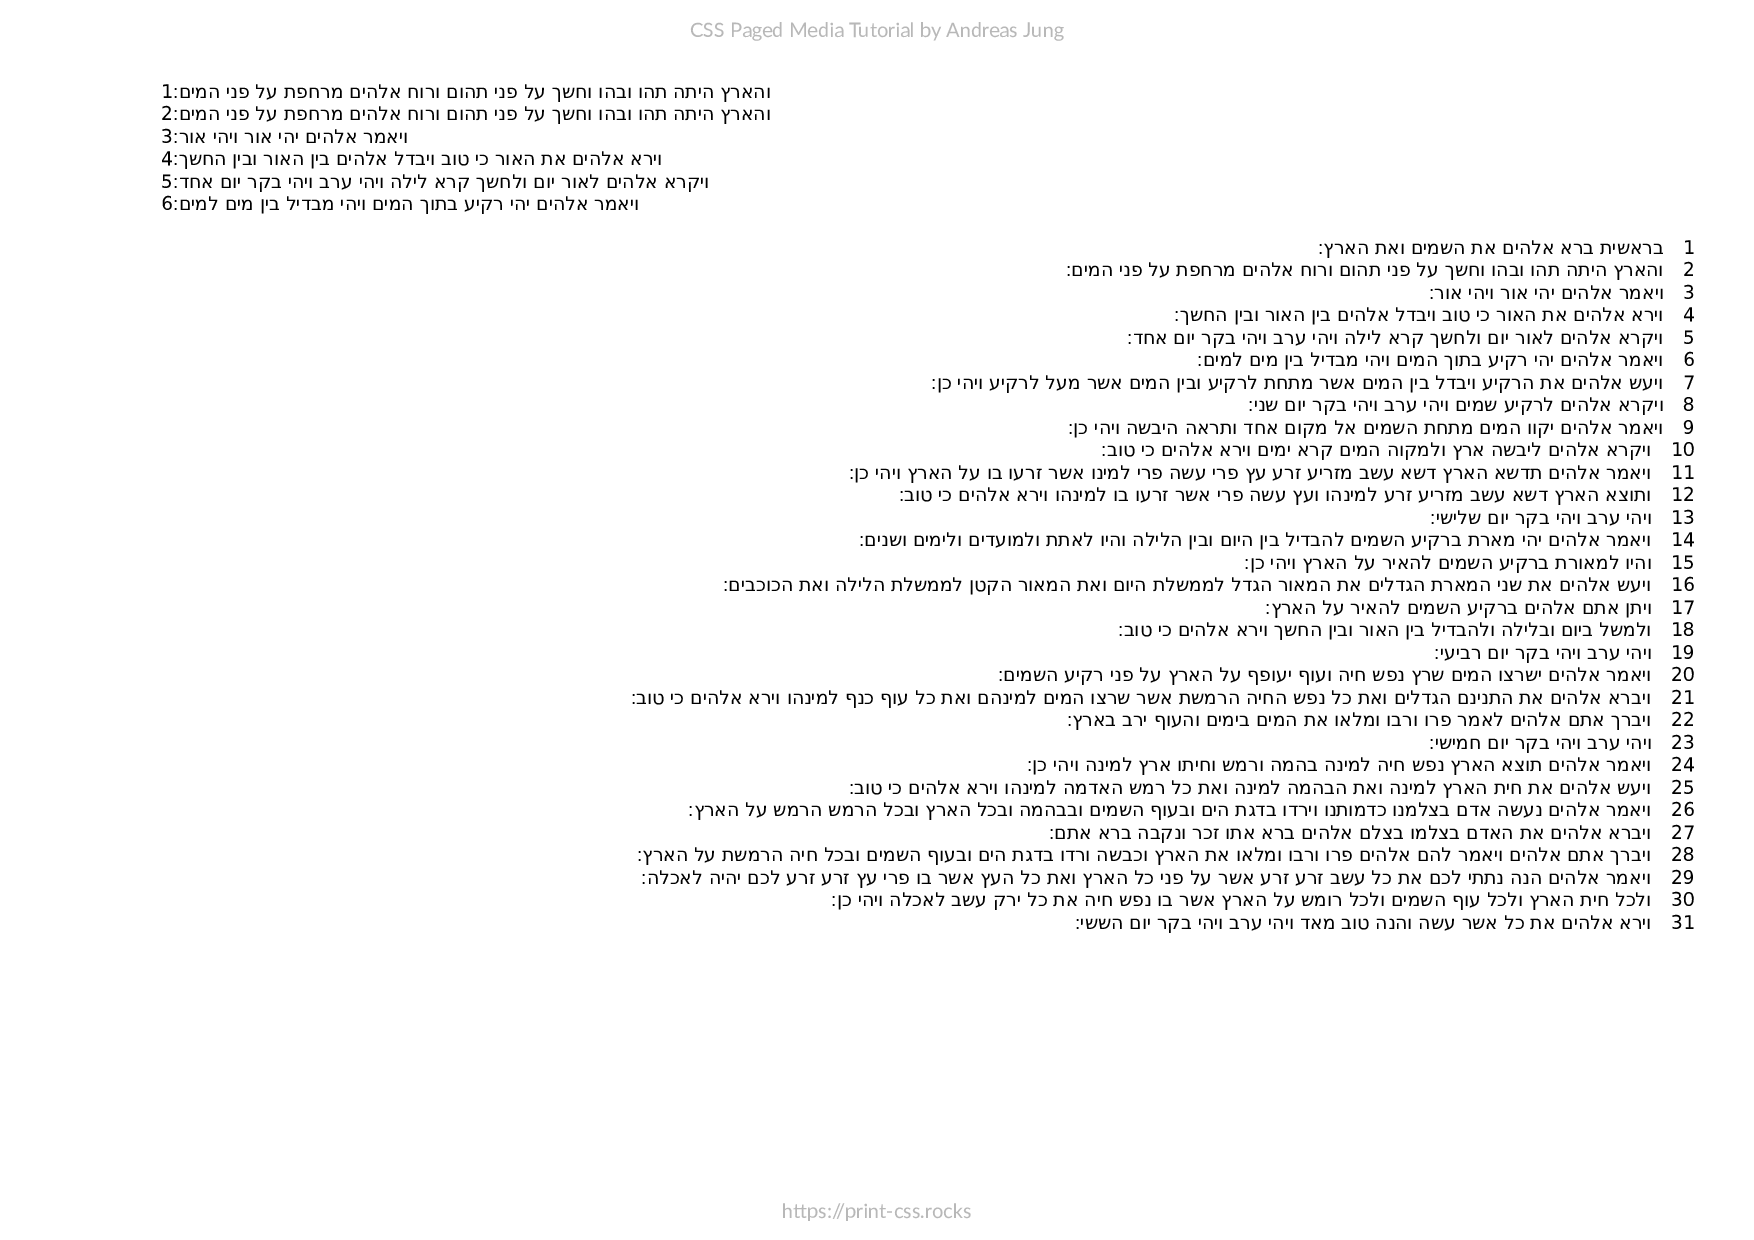 CSS Paged Media Tutorial by Andreas Jung
והארץ היתה תהו ובהו וחשך על פני תהום ורוח אלהים מרחפת על פני המים:1
והארץ היתה תהו ובהו וחשך על פני תהום ורוח אלהים מרחפת על פני המים:2
ויאמר אלהים יהי אור ויהי אור:3
וירא אלהים את האור כי טוב ויבדל אלהים בין האור ובין החשך:4
ויקרא אלהים לאור יום ולחשך קרא לילה ויהי ערב ויהי בקר יום אחד:5
ויאמר אלהים יהי רקיע בתוך המים ויהי מבדיל בין מים למים:6
1 בראשית ברא אלהים את השמים ואת הארץ:
2 והארץ היתה תהו ובהו וחשך על פני תהום ורוח אלהים מרחפת על פני המים:
3 ויאמר אלהים יהי אור ויהי אור:
4 וירא אלהים את האור כי טוב ויבדל אלהים בין האור ובין החשך:
5 ויקרא אלהים לאור יום ולחשך קרא לילה ויהי ערב ויהי בקר יום אחד:
6 ויאמר אלהים יהי רקיע בתוך המים ויהי מבדיל בין מים למים:
7 ויעש אלהים את הרקיע ויבדל בין המים אשר מתחת לרקיע ובין המים אשר מעל לרקיע ויהי כן:
8 ויקרא אלהים לרקיע שמים ויהי ערב ויהי בקר יום שני:
9 ויאמר אלהים יקוו המים מתחת השמים אל מקום אחד ותראה היבשה ויהי כן:
10 ויקרא אלהים ליבשה ארץ ולמקוה המים קרא ימים וירא אלהים כי טוב:
11 ויאמר אלהים תדשא הארץ דשא עשב מזריע זרע עץ פרי עשה פרי למינו אשר זרעו בו על הארץ ויהי כן:
12 ותוצא הארץ דשא עשב מזריע זרע למינהו ועץ עשה פרי אשר זרעו בו למינהו וירא אלהים כי טוב:
13 ויהי ערב ויהי בקר יום שלישי:
14 ויאמר אלהים יהי מארת ברקיע השמים להבדיל בין היום ובין הלילה והיו לאתת ולמועדים ולימים ושנים:
15 והיו למאורת ברקיע השמים להאיר על הארץ ויהי כן:
16 ויעש אלהים את שני המארת הגדלים את המאור הגדל לממשלת היום ואת המאור הקטן לממשלת הלילה ואת הכוכבים:
17 ויתן אתם אלהים ברקיע השמים להאיר על הארץ:
18 ולמשל ביום ובלילה ולהבדיל בין האור ובין החשך וירא אלהים כי טוב:
19 ויהי ערב ויהי בקר יום רביעי:
20 ויאמר אלהים ישרצו המים שרץ נפש חיה ועוף יעופף על הארץ על פני רקיע השמים:
21 ויברא אלהים את התנינם הגדלים ואת כל נפש החיה הרמשת אשר שרצו המים למינהם ואת כל עוף כנף למינהו וירא אלהים כי טוב:
22 ויברך אתם אלהים לאמר פרו ורבו ומלאו את המים בימים והעוף ירב בארץ:
23 ויהי ערב ויהי בקר יום חמישי:
24 ויאמר אלהים תוצא הארץ נפש חיה למינה בהמה ורמש וחיתו ארץ למינה ויהי כן:
25 ויעש אלהים את חית הארץ למינה ואת הבהמה למינה ואת כל רמש האדמה למינהו וירא אלהים כי טוב:
26 ויאמר אלהים נעשה אדם בצלמנו כדמותנו וירדו בדגת הים ובעוף השמים ובבהמה ובכל הארץ ובכל הרמש הרמש על הארץ:
27 ויברא אלהים את האדם בצלמו בצלם אלהים ברא אתו זכר ונקבה ברא אתם:
28 ויברך אתם אלהים ויאמר להם אלהים פרו ורבו ומלאו את הארץ וכבשה ורדו בדגת הים ובעוף השמים ובכל חיה הרמשת על הארץ:
29 ויאמר אלהים הנה נתתי לכם את כל עשב זרע זרע אשר על פני כל הארץ ואת כל העץ אשר בו פרי עץ זרע זרע לכם יהיה לאכלה:
30 ולכל חית הארץ ולכל עוף השמים ולכל רומש על הארץ אשר בו נפש חיה את כל ירק עשב לאכלה ויהי כן:
31 וירא אלהים את כל אשר עשה והנה טוב מאד ויהי ערב ויהי בקר יום הששי:
https://print-css.rocks